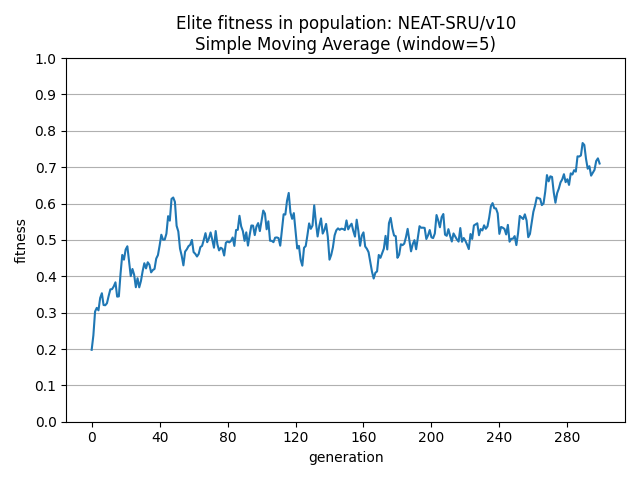 Elite fitness in population: NEAT-SRU/v10
Simple Moving Average (window=5)
1.0
0.9
0.8
0.7
0.6
0.5
0.4
0.3
0.2
0.1
0.0
fitness
0 40 80 120 160 200 240 280
generation